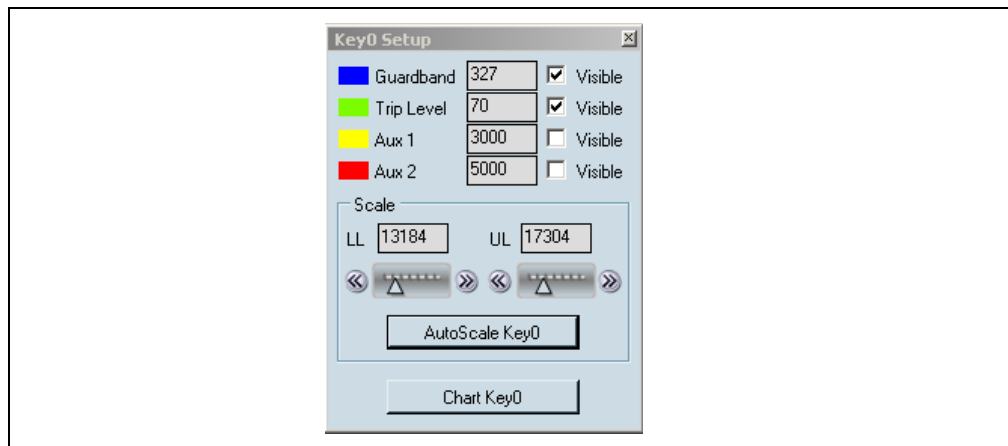 Key0 Setup
Guardband 327 Visible
Trip Level 70 Visible
Aux 1 3000 Visible
Aux 2 5000 Visible
Scale
LL 13184 UL 17304
AutoScale Key0
Chart Key0